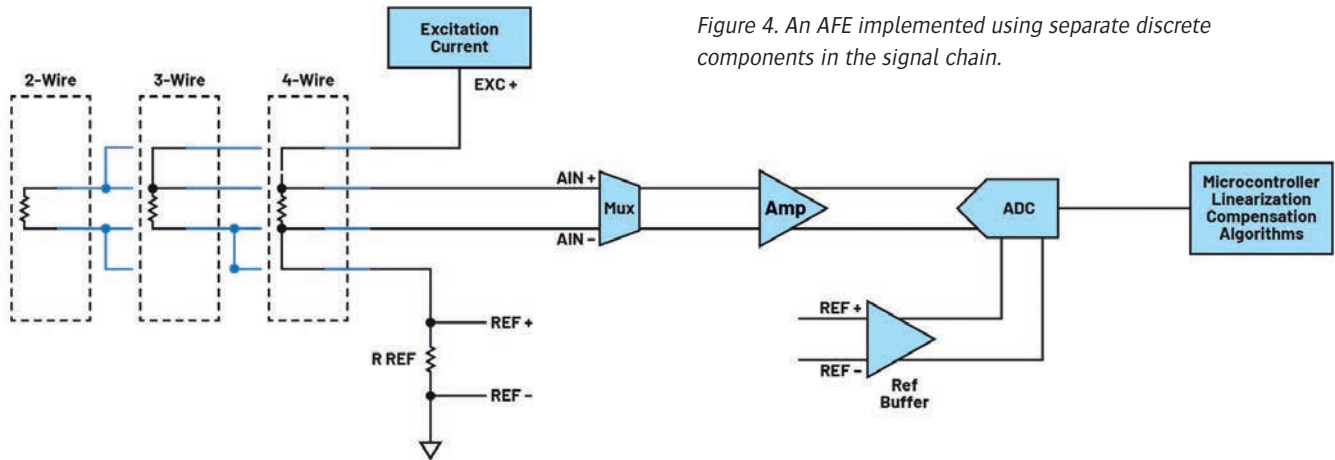 Figure 4. An AFE implemented using separate discrete
components in the signal chain.
Excitation
Current
EXC +
2-Wire
3-Wire
4-Wire
AIN +
AIN –
Mux
Amp
ADC
Microcontroller
Linearization
Compensation
Algorithms
REF +
R REF
REF –
REF +
REF –
Ref
Buffer